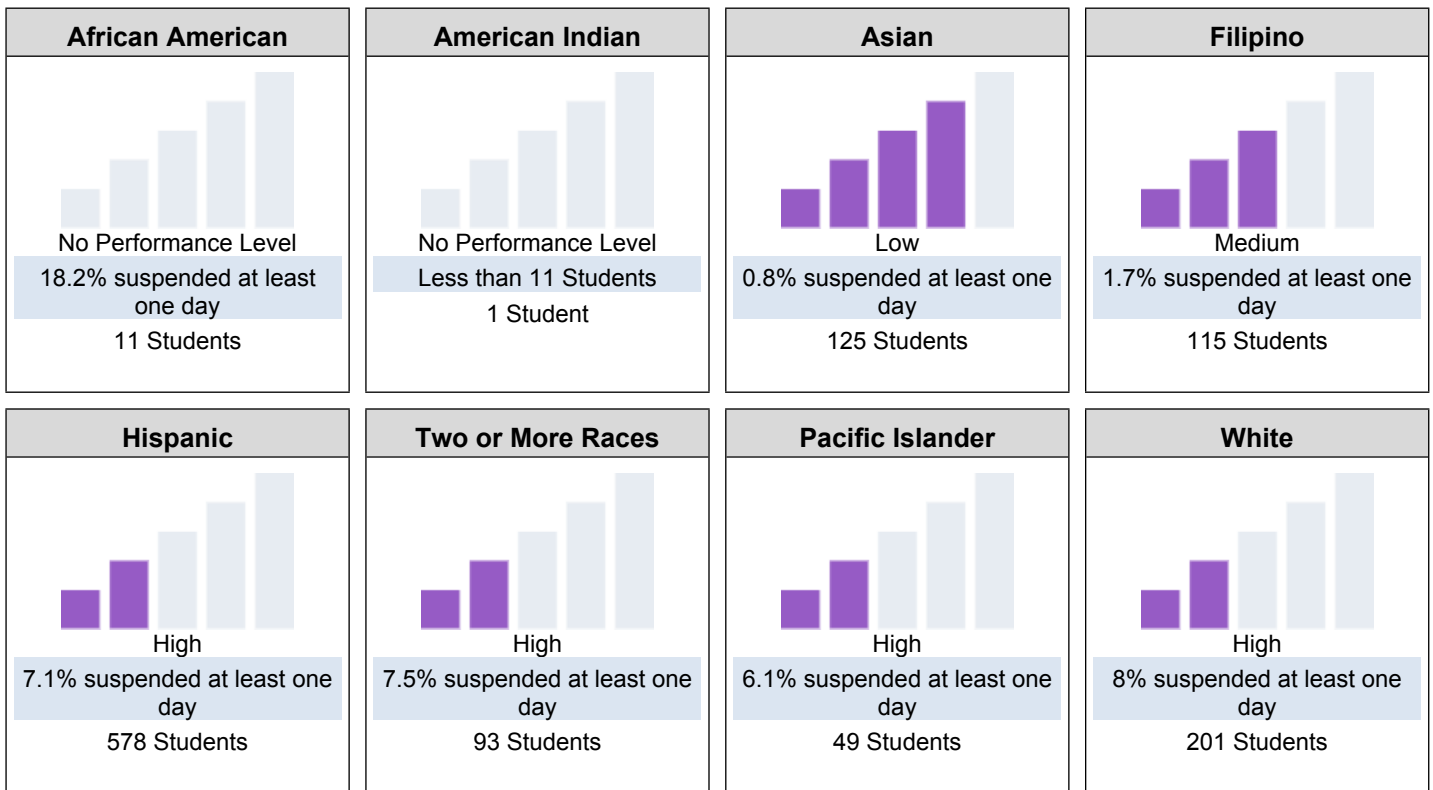 African American
No Performance Level
18.2% suspended at least
one day
11 Students
American Indian
No Performance Level
Less than 11 Students
1 Student
Asian
Low
0.8% suspended at least one
day
125 Students
Filipino
Medium
1.7% suspended at least one
day
115 Students
Hispanic
High
7.1% suspended at least one
day
578 Students
Two or More Races
High
7.5% suspended at least one
day
93 Students
Pacific Islander
High
6.1% suspended at least one
day
49 Students
White
High
8% suspended at least one
day
201 Students